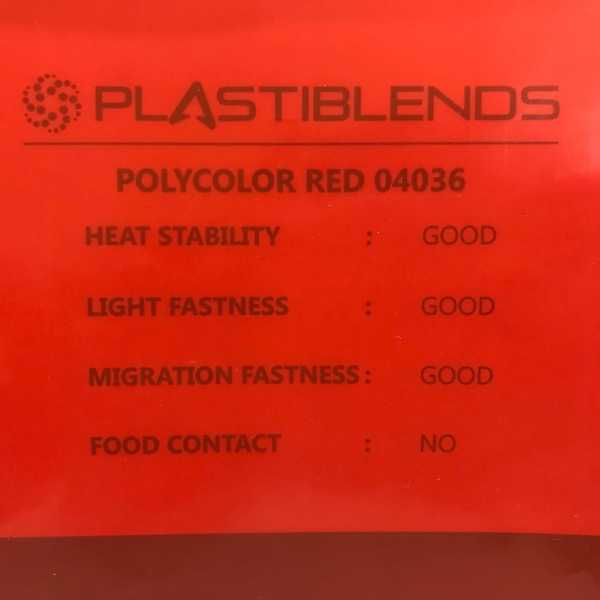 PLASTIBLENDS
POLYCOLOR RED 04036
HEAT STABILITY : GOOD
LIGHT FASTNESS : GOOD
MIGRATION FASTNESS : GOOD
FOOD CONTACT : NO